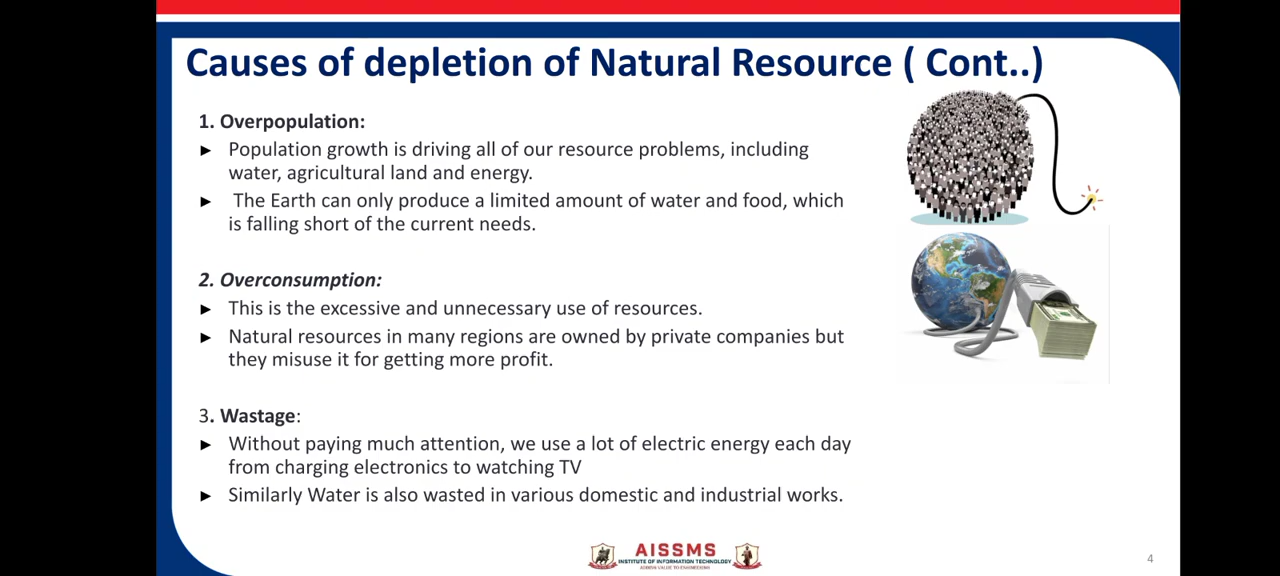 Causes of depletion of Natural Resource ( Cont..)
1. Overpopulation:
► Population growth is driving all of our resource problems, including
water, agricultural land and energy.
► The Earth can only produce a limited amount of water and food, which
is falling short of the current needs.
2. Overconsumption:
► This is the excessive and unnecessary use of resources.
► Natural resources in many regions are owned by private companies but
they misuse it for getting more profit.
3. Wastage:
► Without paying much attention, we use a lot of electric energy each day
from charging electronics to watching TV
► Similarly Water is also wasted in various domestic and industrial works.
AISSMS
INSTITUTE OF INFORMATION TECHNOLOGY
ADDING VALUE TO ENGINEERING
4